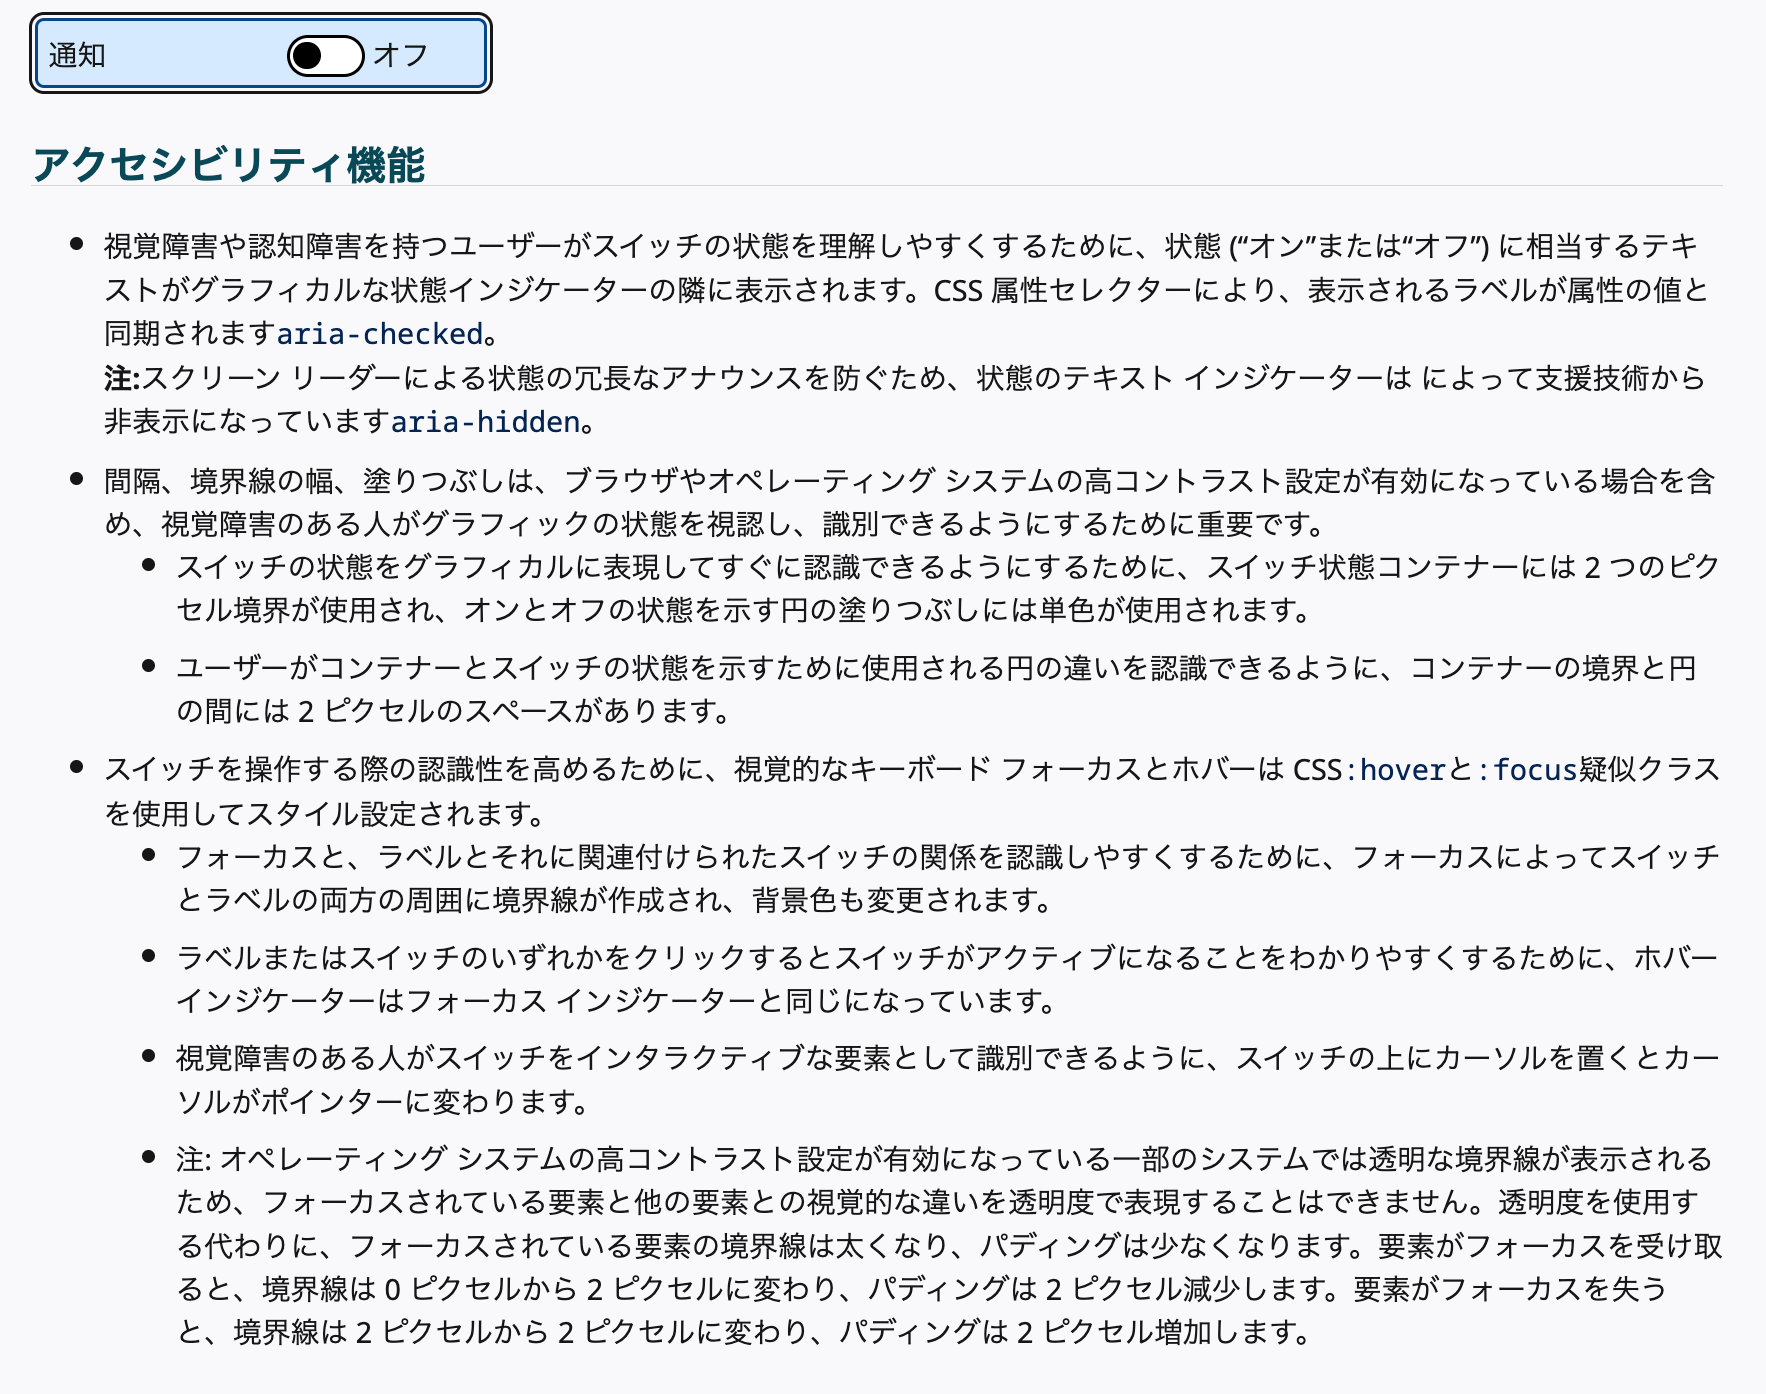 通知 オフ
アクセシビリティ機能
視覚障害や認知障害を持つユーザーがスイッチの状態を理解しやすくするために、状態 (“オン”または“オフ”) に相当するテキ
ストがグラフィカルな状態インジケーターの隣に表示されます。CSS 属性セレクターにより、表示されるラベルが属性の値と
同期されますaria-checked。
注:スクリーン リーダーによる状態の冗長なアナウンスを防ぐため、状態のテキスト インジケーターは によって支援技術から
非表示になっていますaria-hidden。
間隔、境界線の幅、塗りつぶしは、ブラウザやオペレーティング システムの高コントラスト設定が有効になっている場合を含
め、視覚障害のある人がグラフィックの状態を視認し、識別できるようにするために重要です。
スイッチの状態をグラフィカルに表現してすぐに認識できるようにするために、スイッチ状態コンテナーには 2 つのピク
セル境界が使用され、オンとオフの状態を示す円の塗りつぶしには単色が使用されます。
ユーザーがコンテナーとスイッチの状態を示すために使用される円の違いを認識できるように、コンテナーの境界と円
の間には 2 ピクセルのスペースがあります。
スイッチを操作する際の認識性を高めるために、視覚的なキーボード フォーカスとホバーは CSS:hoverと:focus疑似クラス
を使用してスタイル設定されます。
フォーカスと、ラベルとそれに関連付けられたスイッチの関係を認識しやすくするために、フォーカスによってスイッチ
とラベルの両方の周囲に境界線が作成され、背景色も変更されます。
ラベルまたはスイッチのいずれかをクリックするとスイッチがアクティブになることをわかりやすくするために、ホバー
インジケーターはフォーカス インジケーターと同じになっています。
視覚障害のある人がスイッチをインタラクティブな要素として識別できるように、スイッチの上にカーソルを置くとカー
ソルがポインターに変わります。
注: オペレーティング システムの高コントラスト設定が有効になっている一部のシステムでは透明な境界線が表示される
ため、フォーカスされている要素と他の要素との視覚的な違いを透明度で表現することはできません。透明度を使用す
る代わりに、フォーカスされている要素の境界線は太くなり、パディングは少なくなります。要素がフォーカスを受け取
ると、境界線は 0 ピクセルから 2 ピクセルに変わり、パディングは 2 ピクセル減少します。要素がフォーカスを失う
と、境界線は 2 ピクセルから 2 ピクセルに変わり、パディングは 2 ピクセル増加します。